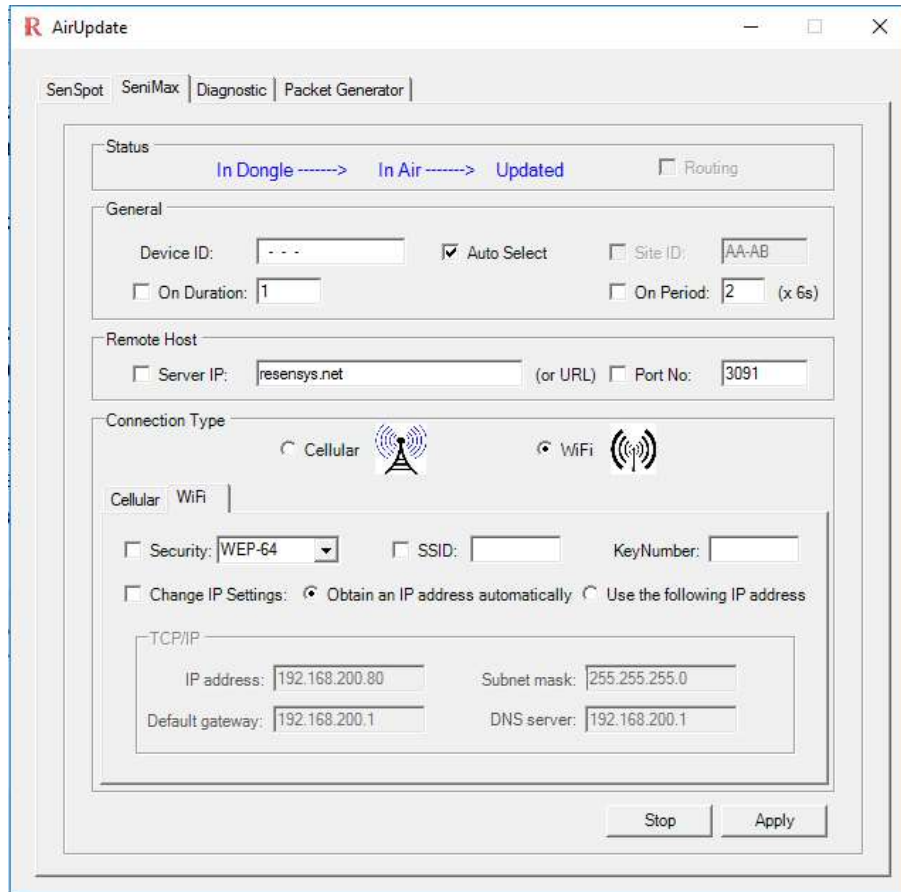 R AirUpdate
SenSpot SeniMax Diagnostic Packet Generator
Status
In Dongle -------> In Air -------> Updated Routing
General
Device ID: - - - Auto Select Site ID: AA-AB
On Duration: 1 On Period: 2 (x 6s)
Remote Host
Server IP: resensys.net (or URL) Port No: 3091
Connection Type
Cellular WiFi
Cellular WiFi
Security: WEP-64 SSID: KeyNumber:
Change IP Settings: Obtain an IP address automatically Use the following IP address
TCP/IP
IP address: 192.168.200.80 Subnet mask: 255.255.255.0
Default gateway: 192.168.200.1 DNS server: 192.168.200.1
Stop Apply